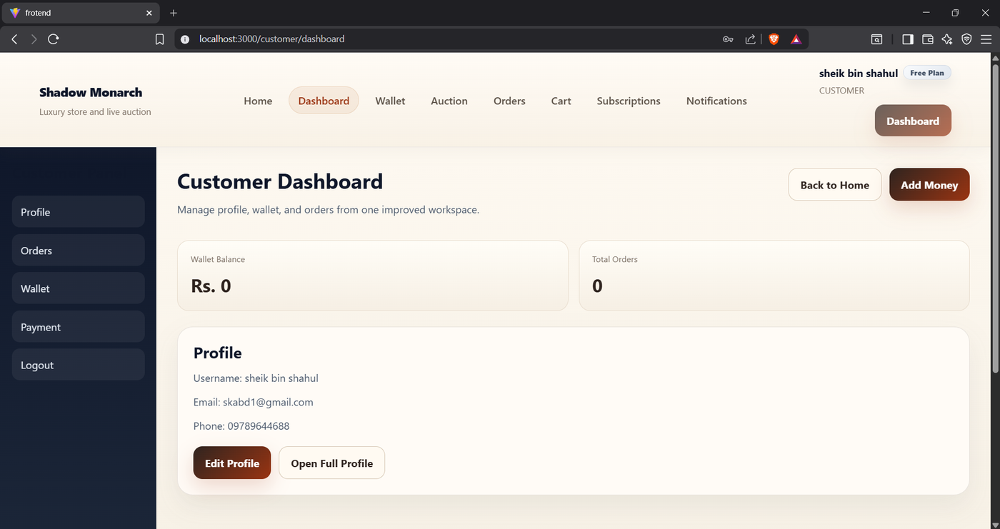 frotend
localhost:3000/customer/dashboard
Shadow Monarch
Luxury store and live auction
Home Dashboard Wallet Auction Orders Cart Subscriptions Notifications
sheik bin shahul Free Plan
CUSTOMER
Dashboard
Profile
Orders
Wallet
Payment
Logout
Customer Dashboard
Manage profile, wallet, and orders from one improved workspace.
Back to Home Add Money
Wallet Balance
Rs. 0
Total Orders
0
Profile
Username: sheik bin shahul
Email: skabd1@gmail.com
Phone: 09789644688
Edit Profile Open Full Profile